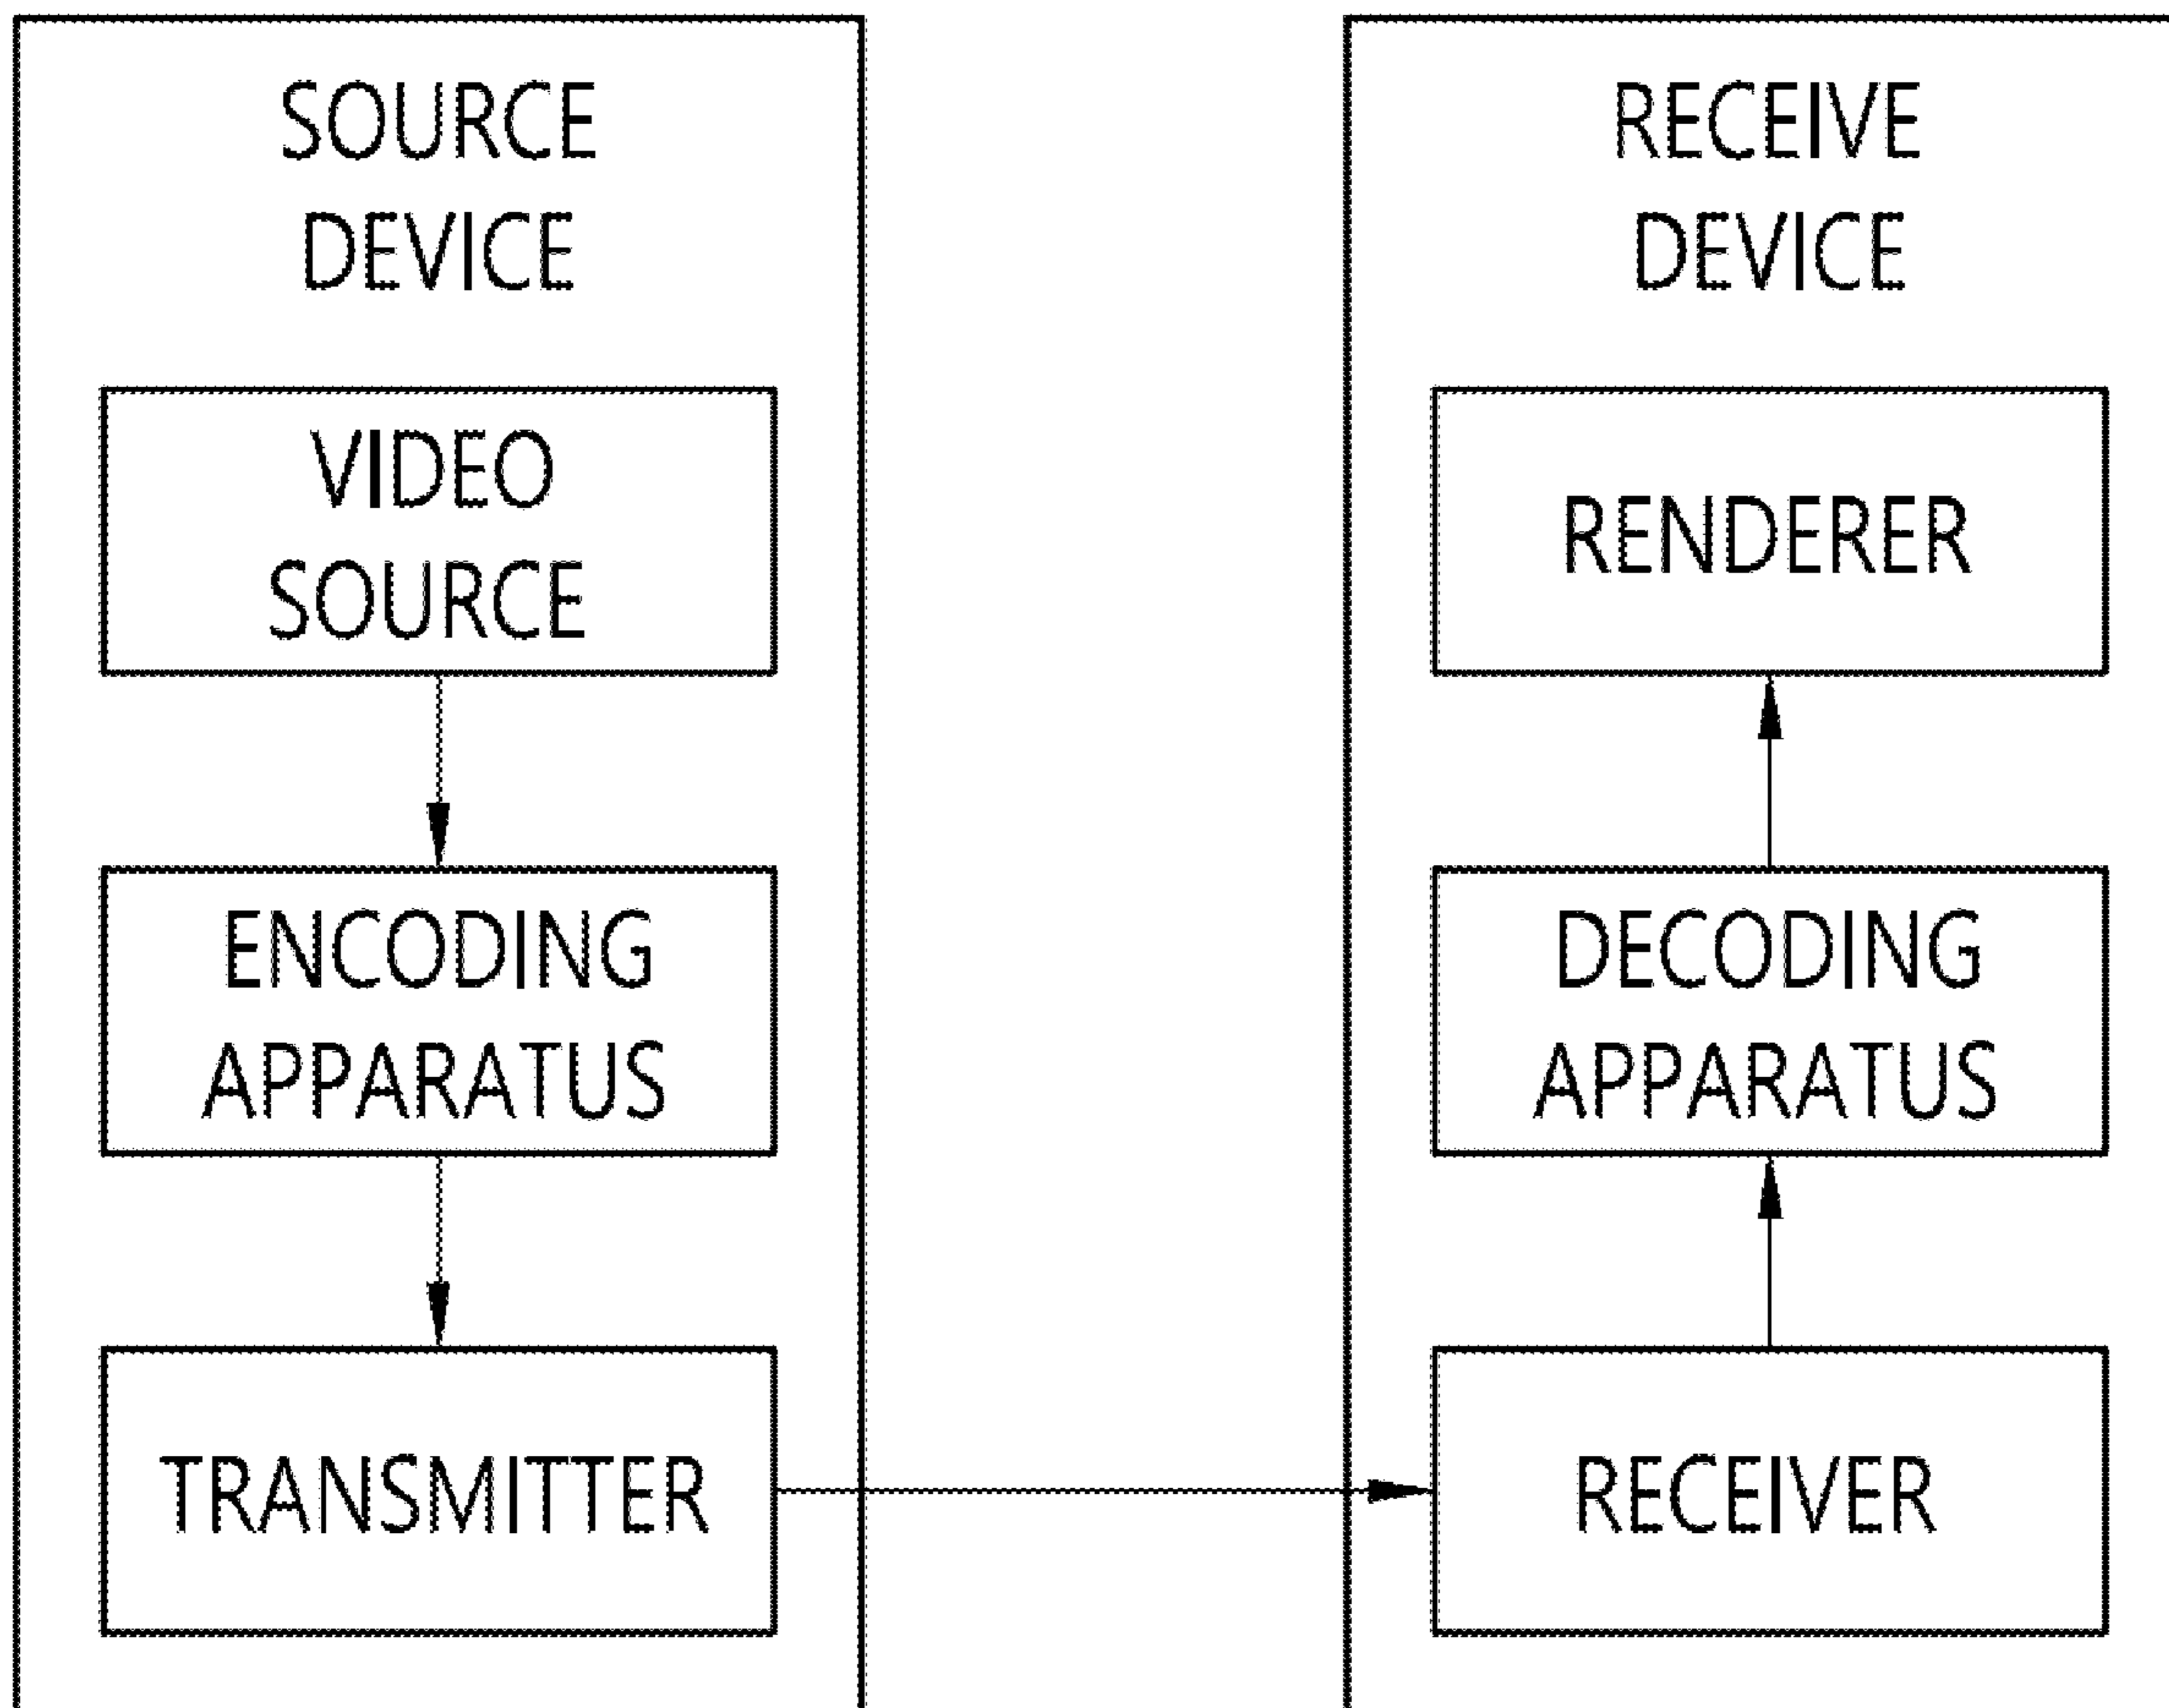 SOURCE
DEVICE
VIDEO
SOURCE
ENCODING
APPARATUS
TRANSMITTER
RECEIVE
DEVICE
RENDERER
DECODING
APPARATUS
RECEIVER